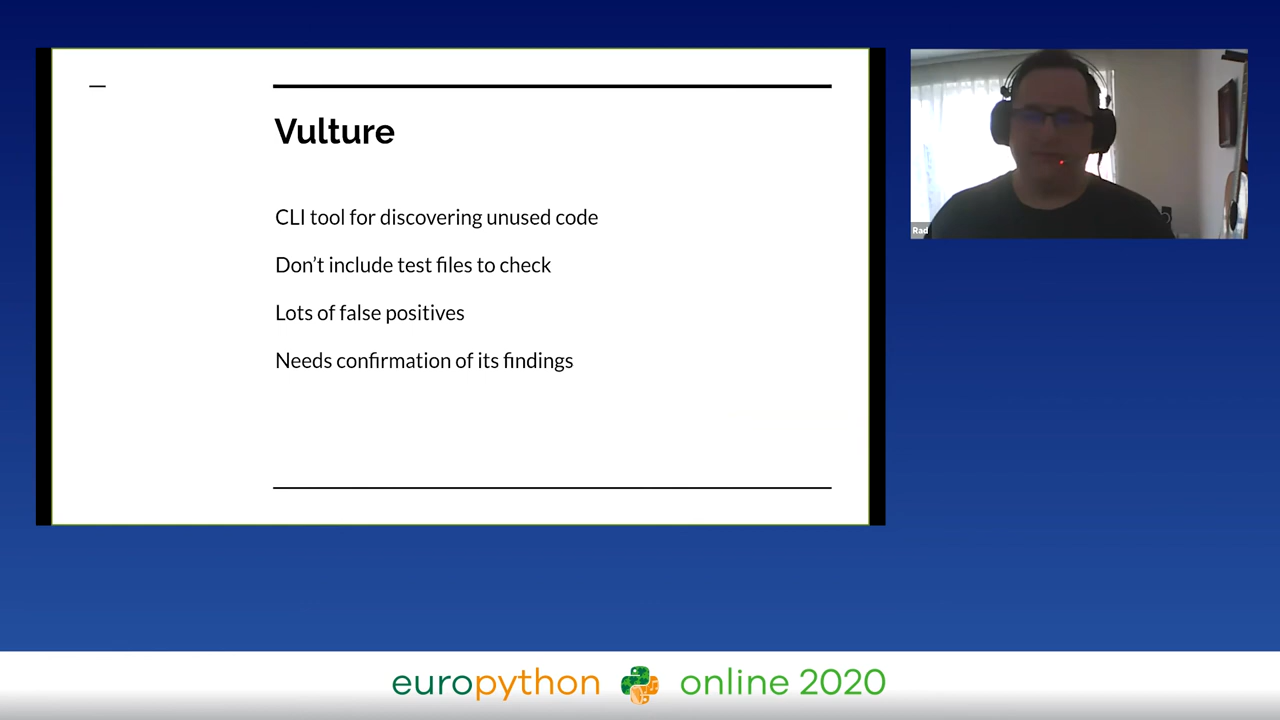 Vulture
CLI tool for discovering unused code
Don’t include test files to check
Lots of false positives
Needs confirmation of its findings
Rad
europython online 2020